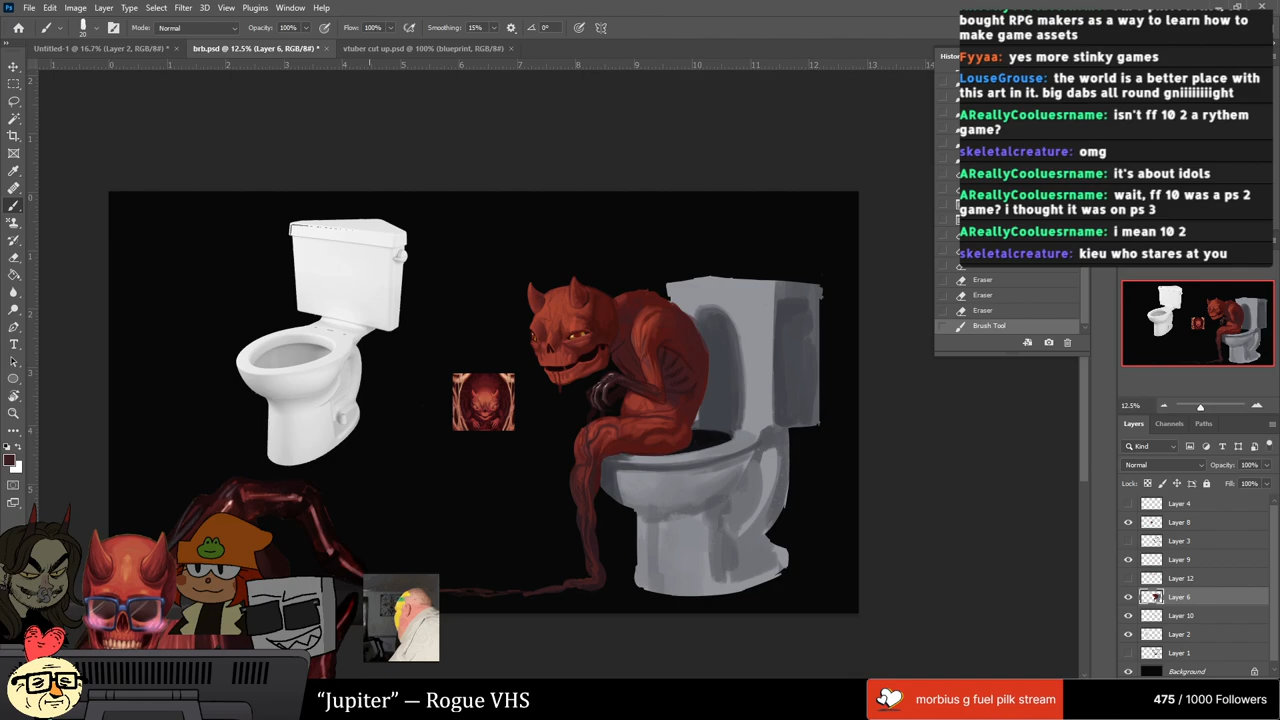 File Edit Image Layer Type Select Filter 3D View Plugins Window Help
Mode: Normal Opacity: 100% Flow: 100% Smoothing: 15% 0°
20
Untitled-1 @ 16.7% (Layer 2, RGB/8#) * × brb.psd @ 12.5% (Layer 6, RGB/8#) * × vtuber cut up.psd @ 100% (blueprint, RGB/8#) ×
bought RPG makers as a way to learn how to
make game assets
Fyyaa: yes more stinky games
LouseGrouse: the world is a better place with
this art in it. big dabs all round gniiiiiiiight
AReallyCooluesrname: isn't ff 10 2 a rythem
game?
skeletalcreature: omg
AReallyCooluesrname: it's about idols
AReallyCooluesrname: wait, ff 10 was a ps 2
game? i thought it was on ps 3
AReallyCooluesrname: i mean 10 2
skeletalcreature: kieu who stares at you
Eraser
Eraser
Eraser
Brush Tool
12.5%
Layers Channels Paths
Kind
Normal Opacity: 100%
Lock: Fill: 100%
Layer 4
Layer 8
Layer 3
Layer 9
Layer 12
Layer 6
Layer 10
Layer 2
Layer 1
Background
“Jupiter” — Rogue VHS
morbius g fuel pilk stream
475 / 1000 Followers